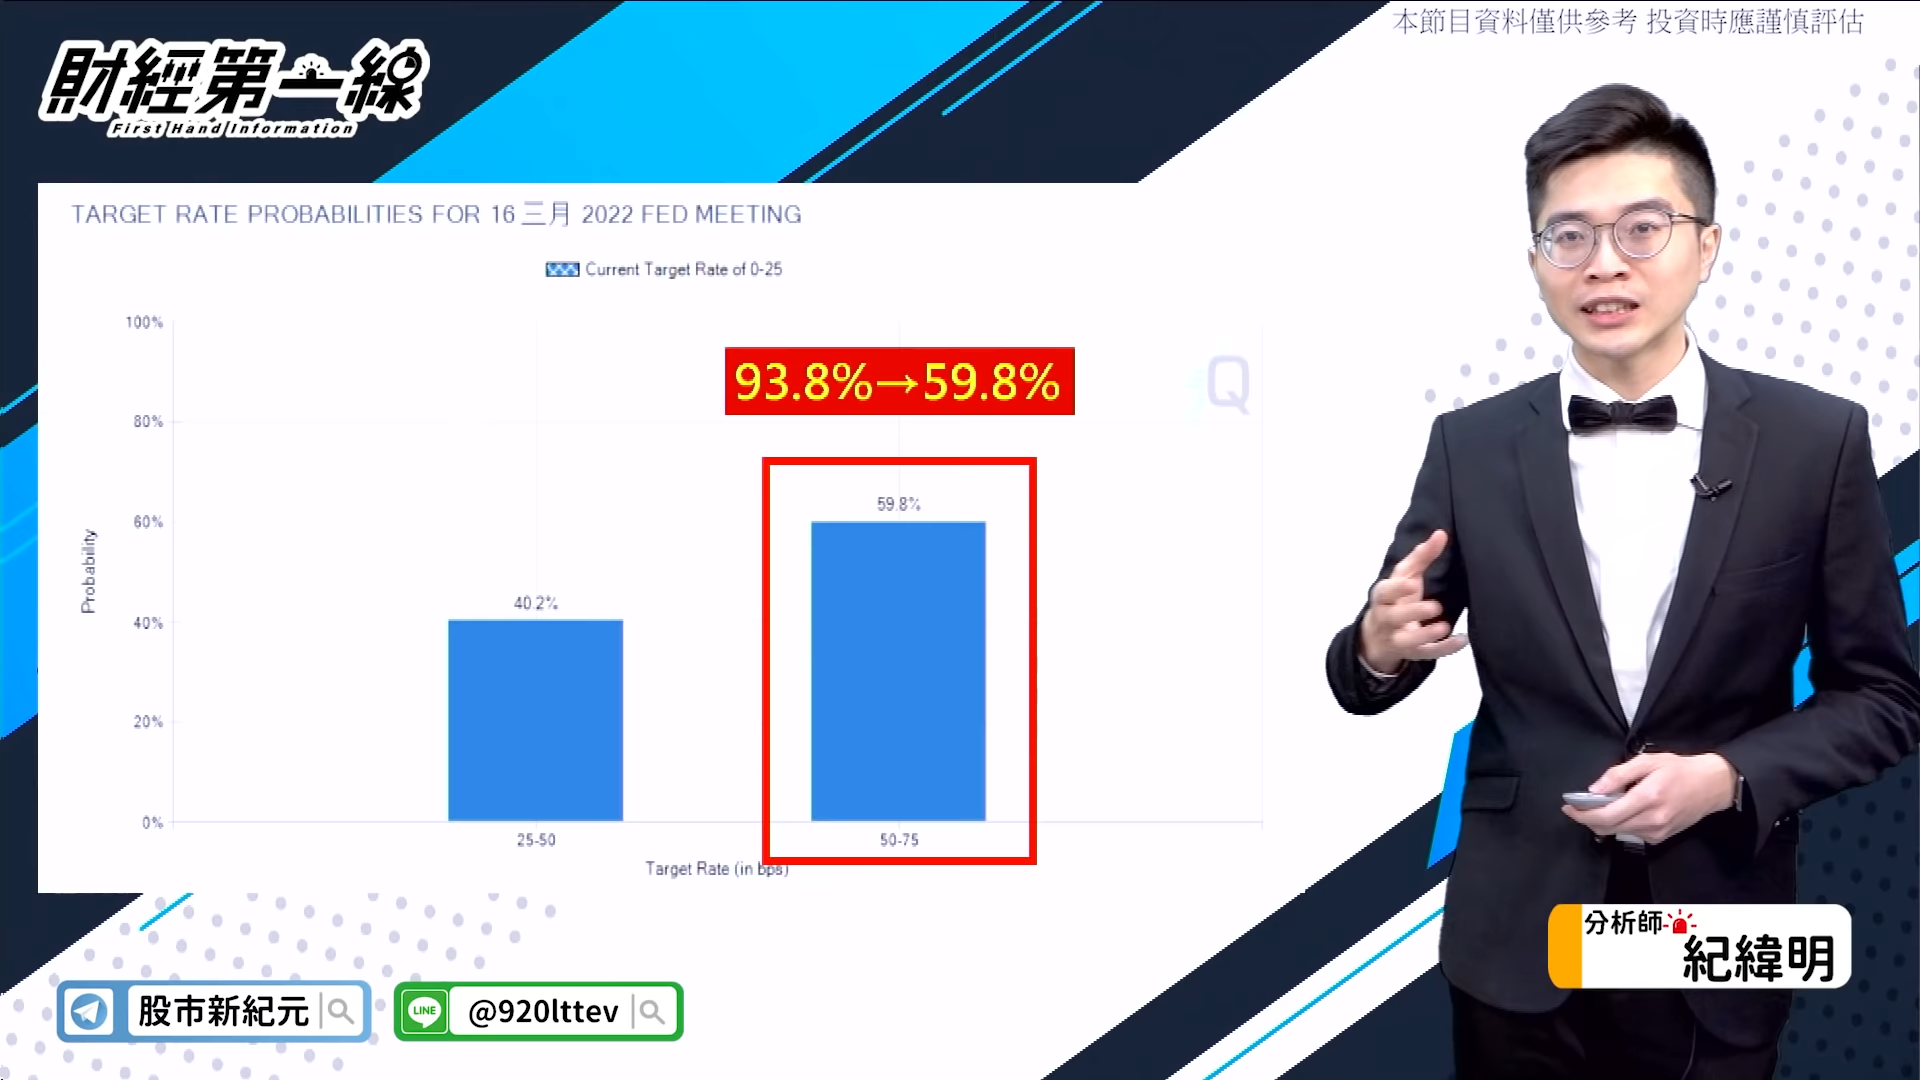 本節目資料僅供參考 投資時應謹慎評估
財經第一線
First Hand Information
TARGET RATE PROBABILITIES FOR 16 三月 2022 FED MEETING
Current Target Rate of 0-25
93.8%→59.8%
Q
100%
80%
60%
40%
20%
0%
Probability
40.2%
59.8%
25-50
50-75
Target Rate (in bps)
分析師
紀緯明
股市新紀元
LINE
@920lttev